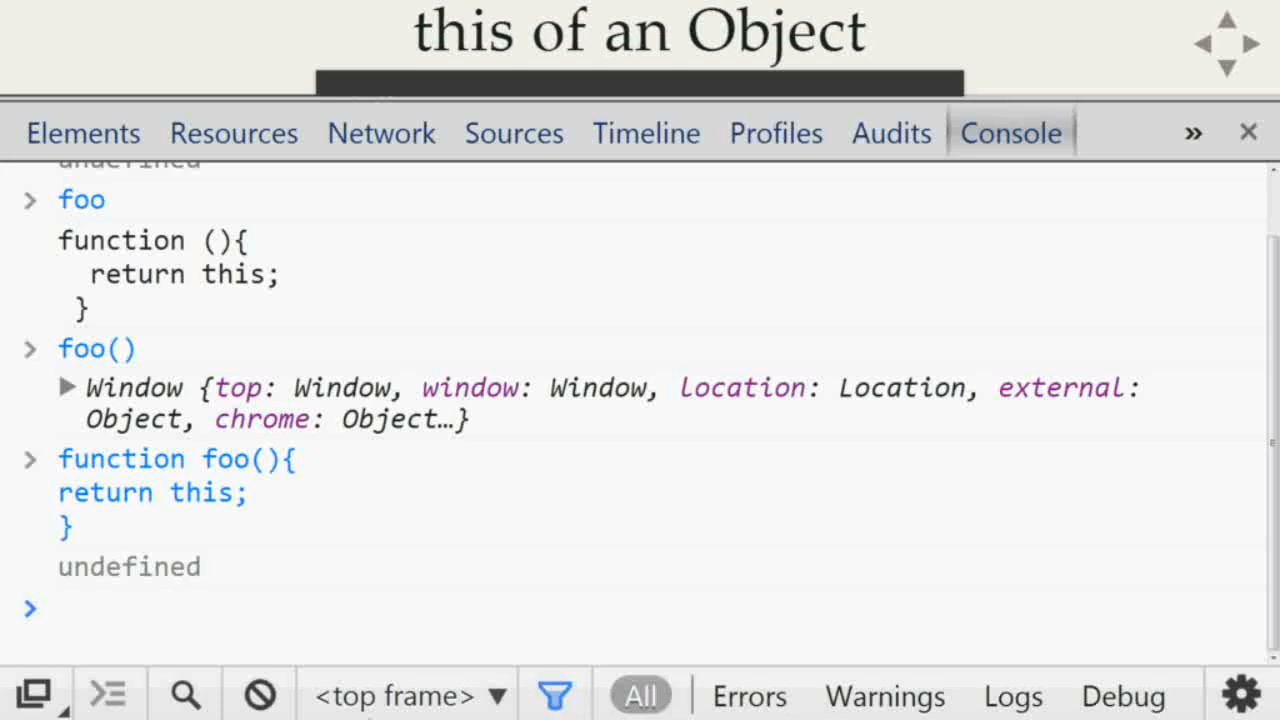 this of an Object
Elements Resources Network Sources Timeline Profiles Audits Console » ×
undefined
> foo
function (){
return this;
}
> foo()
▶ Window {top: Window, window: Window, location: Location, external:
Object, chrome: Object…}
> function foo(){
return this;
}
undefined
>
<top frame> ▼ All Errors Warnings Logs Debug